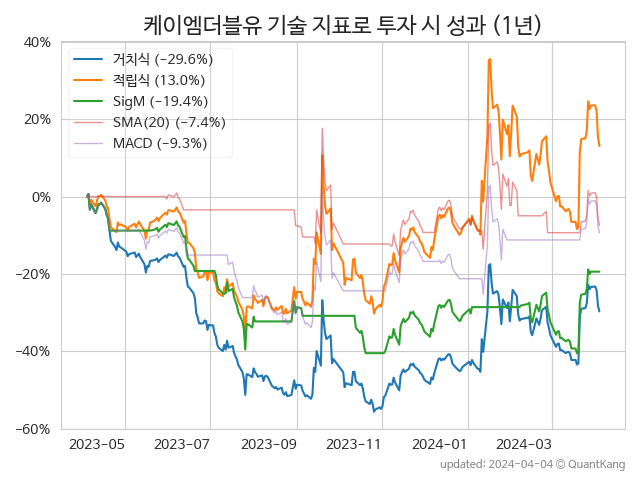 케이엠더블유 기술 지표로 투자 시 성과 (1년)
거치식 (−29.6%)
적립식 (13.0%)
SigM (−19.4%)
SMA(20) (−7.4%)
MACD (−9.3%)
40%
20%
0%
−20%
−40%
−60%
2023−05 2023−07 2023−09 2023−11 2024−01 2024−03
updated: 2024−04−04 © QuantKang